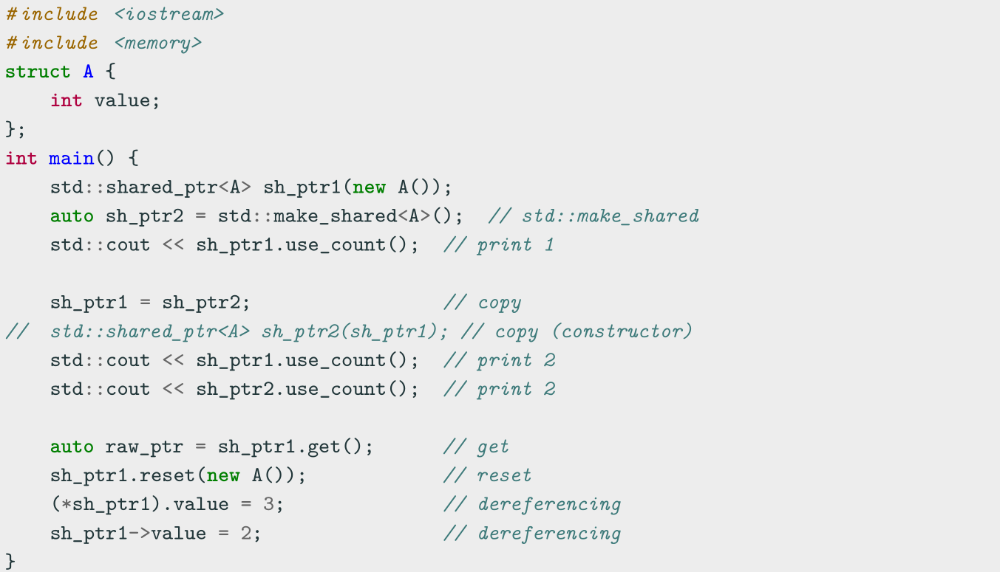 #include <iostream>
#include <memory>
struct A {
    int value;
};
int main() {
    std::shared_ptr<A> sh_ptr1(new A());
    auto sh_ptr2 = std::make_shared<A>();  // std::make_shared
    std::cout << sh_ptr1.use_count();  // print 1

    sh_ptr1 = sh_ptr2;                 // copy
//  std::shared_ptr<A> sh_ptr2(sh_ptr1); // copy (constructor)
    std::cout << sh_ptr1.use_count();  // print 2
    std::cout << sh_ptr2.use_count();  // print 2

    auto raw_ptr = sh_ptr1.get();      // get
    sh_ptr1.reset(new A());            // reset
    (*sh_ptr1).value = 3;              // dereferencing
    sh_ptr1->value = 2;                // dereferencing
}